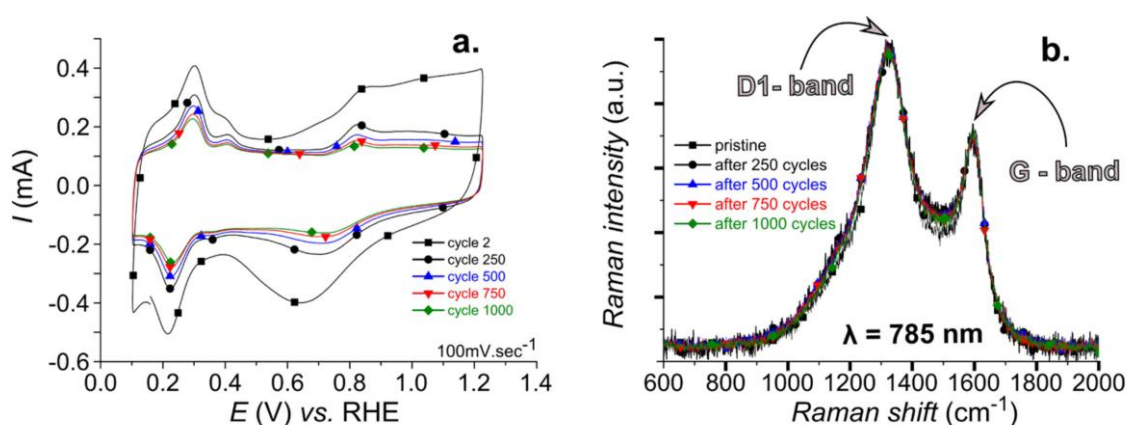 a.
0.4
0.2
0.0
-0.2
-0.4
-0.6
I (mA)
cycle 2
cycle 250
cycle 500
cycle 750
cycle 1000
100mV.sec⁻¹
0.0 0.2 0.4 0.6 0.8 1.0 1.2 1.4
E (V) vs. RHE
b.
D1- band
G - band
Raman intensity (a.u.)
pristine
after 250 cycles
after 500 cycles
after 750 cycles
after 1000 cycles
λ = 785 nm
600 800 1000 1200 1400 1600 1800 2000
Raman shift (cm⁻¹)